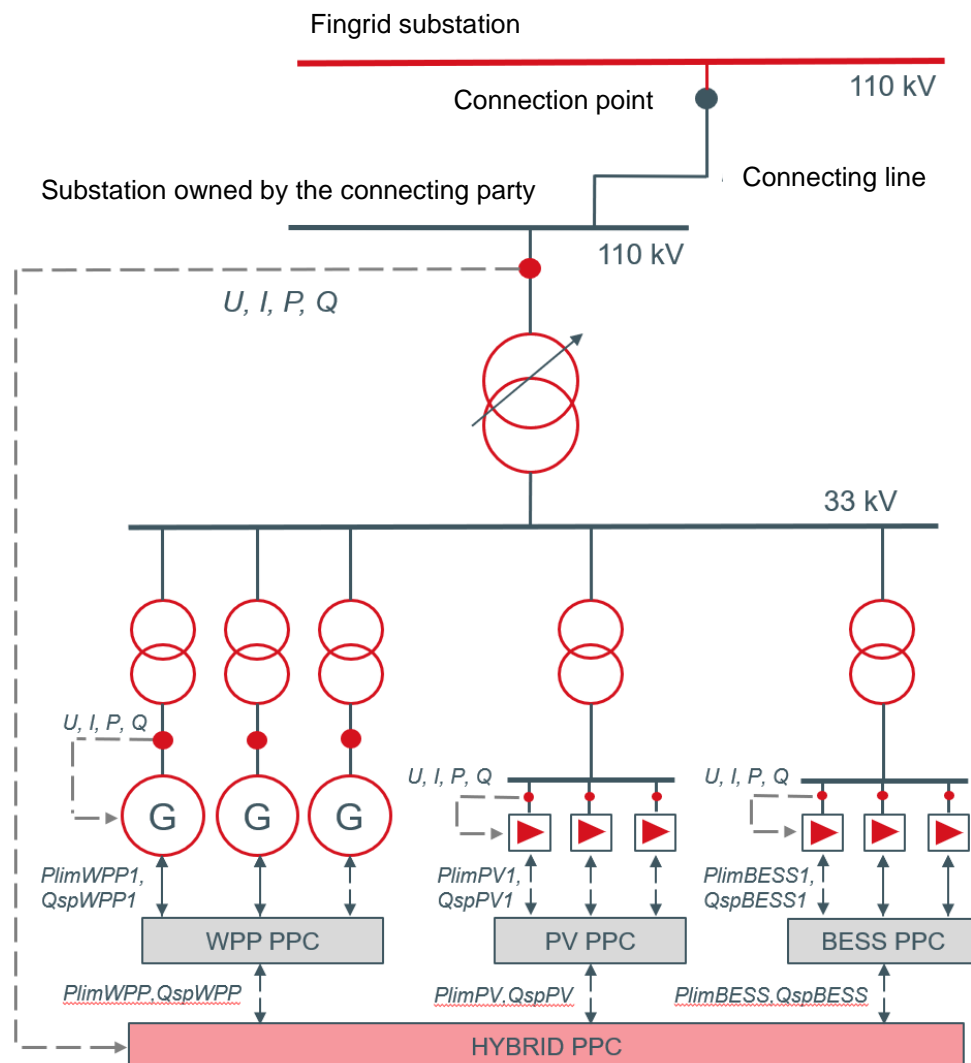 Fingrid substation
110 kV
Connection point
Connecting line
Substation owned by the connecting party
110 kV
U, I, P, Q
33 kV
U, I, P, Q
G G G
U, I, P, Q
U, I, P, Q
PlimWPP1,
QspWPP1
PlimPV1,
QspPV1
PlimBESS1,
QspBESS1
WPP PPC
PV PPC
BESS PPC
PlimWPP,QspWPP
PlimPV,QspPV
PlimBESS,QspBESS
HYBRID PPC